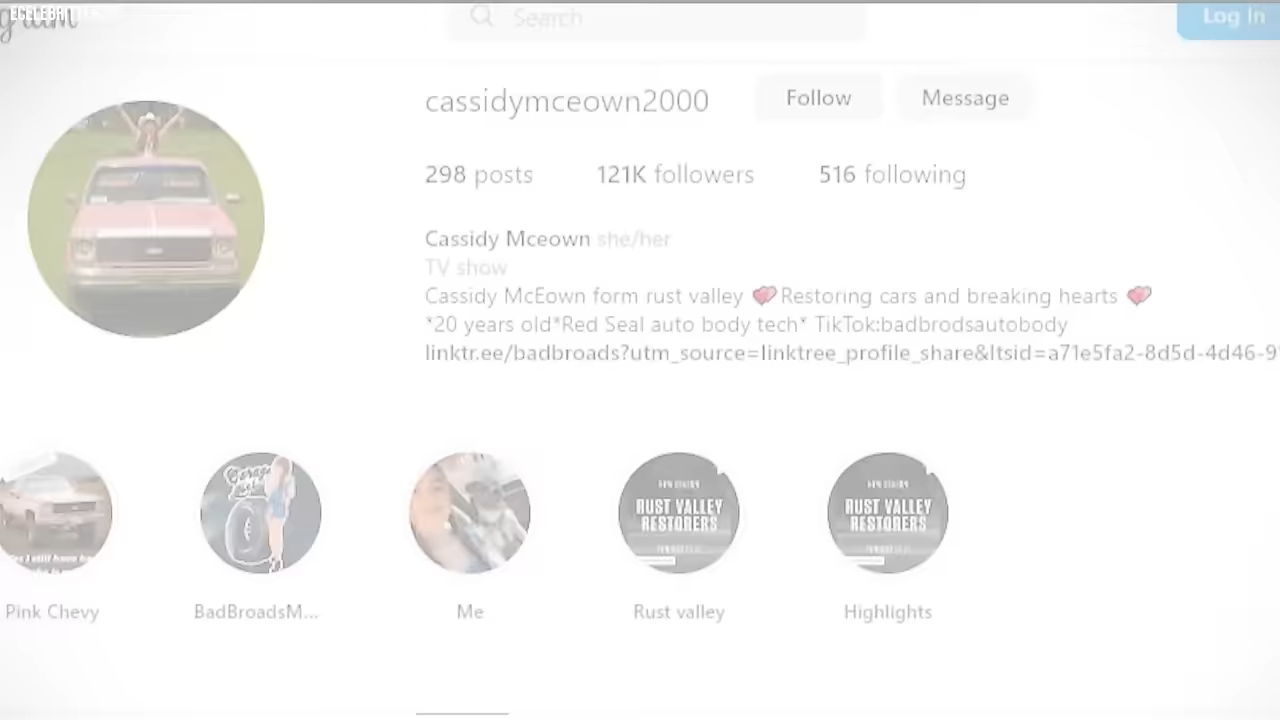 gram
Search
Log In
cassidymceown2000
Follow
Message
298 posts
121K followers
516 following
Cassidy Mceown she/her
TV show
Cassidy McEown form rust valley 💕Restoring cars and breaking hearts 💕
*20 years old*Red Seal auto body tech* TikTok:badbrodsautobody
linktr.ee/badbroads?utm_source=linktree_profile_share&ltsid=a71e5fa2-8d5d-4d46-9
RUST VALLEY
RESTORERS
RUST VALLEY
RESTORERS
Pink Chevy
BadBroadsM...
Me
Rust valley
Highlights